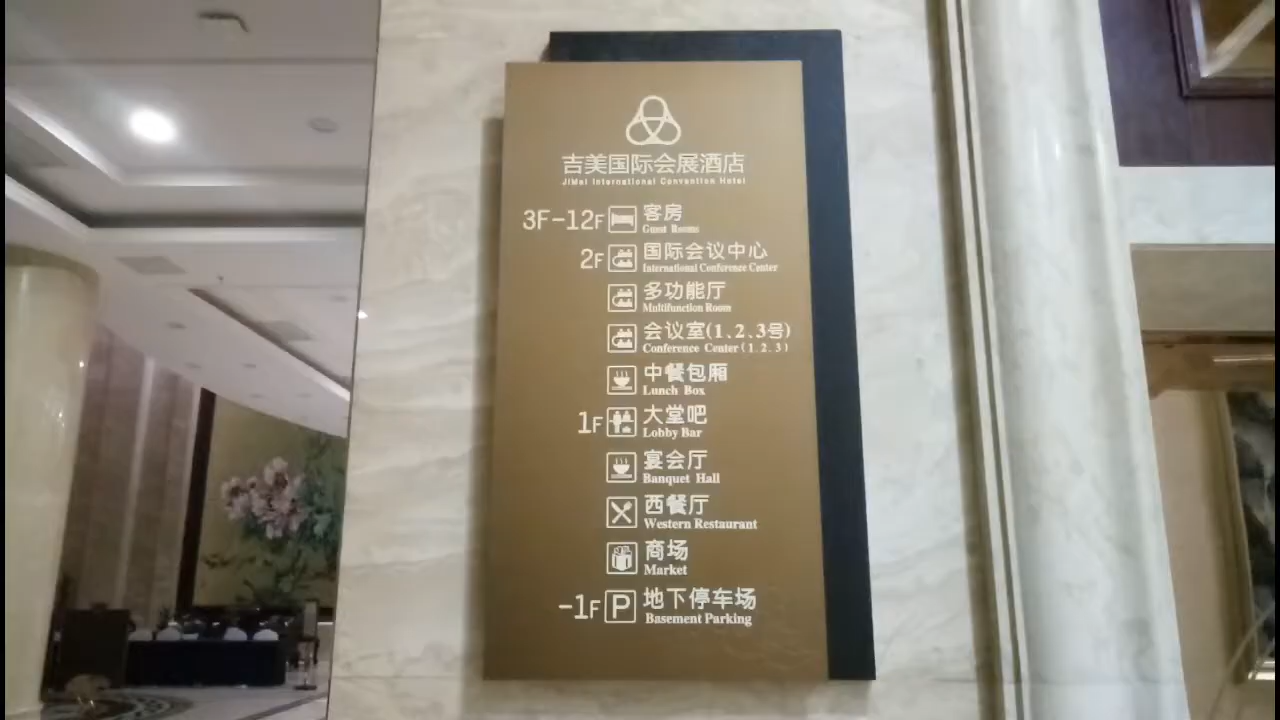 吉美国际会展酒店
JiMei International Convention Hotel
3F-12F 客房
Guest Rooms
2F 国际会议中心
International Conference Center
多功能厅
Multifunction Room
会议室(1、2、3号)
Conference Center(1、2、3)
中餐包厢
Lunch Box
1F 大堂吧
Lobby Bar
宴会厅
Banquet Hall
西餐厅
Western Restaurant
商场
Market
-1F P 地下停车场
Basement Parking